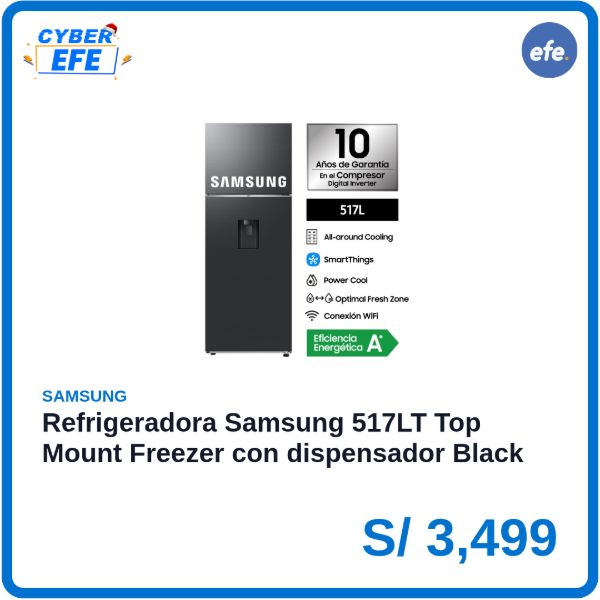 CYBER
EFE
efe.
SAMSUNG
10
Años de Garantía
En el Compresor
Digital Inverter
517L
All-around Cooling
SmartThings
Power Cool
Optimal Fresh Zone
Conexión WiFi
Eficiencia
Energética A+
SAMSUNG
Refrigeradora Samsung 517LT Top
Mount Freezer con dispensador Black
S/ 3,499